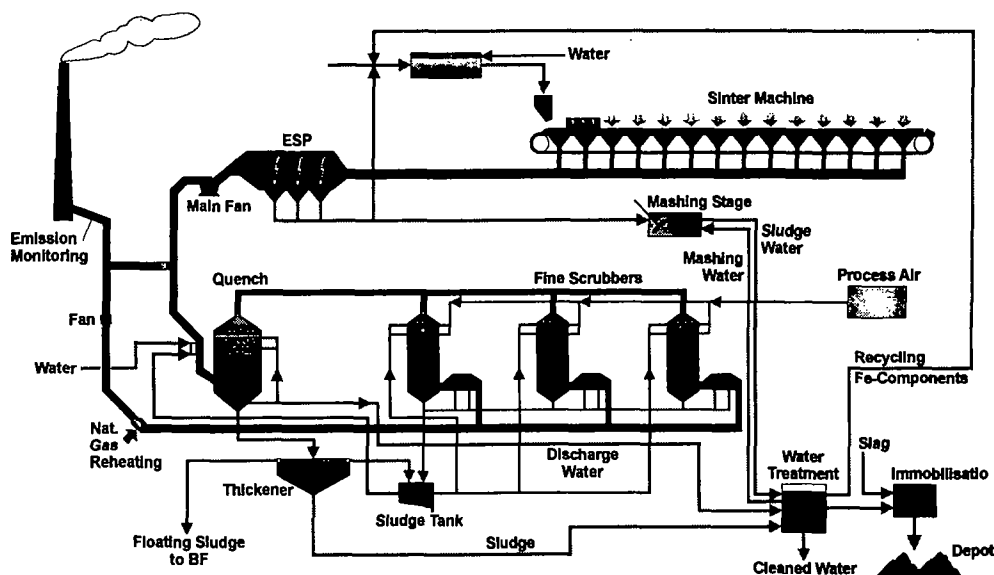 Water
Sinter Machine
ESP
Main Fan
Mashing Stage
Emission
Monitoring
Sludge
Water
Mashing
Water
Quench
Fine Scrubbers
Process Air
Fan
Water
Recycling
Fe-Components
Nat.
Gas
Reheating
Discharge
Water
Slag
Water
Treatment
Immobilisatio
Thickener
Sludge Tank
Floating Sludge
to BF
Sludge
Depot
Cleaned Water